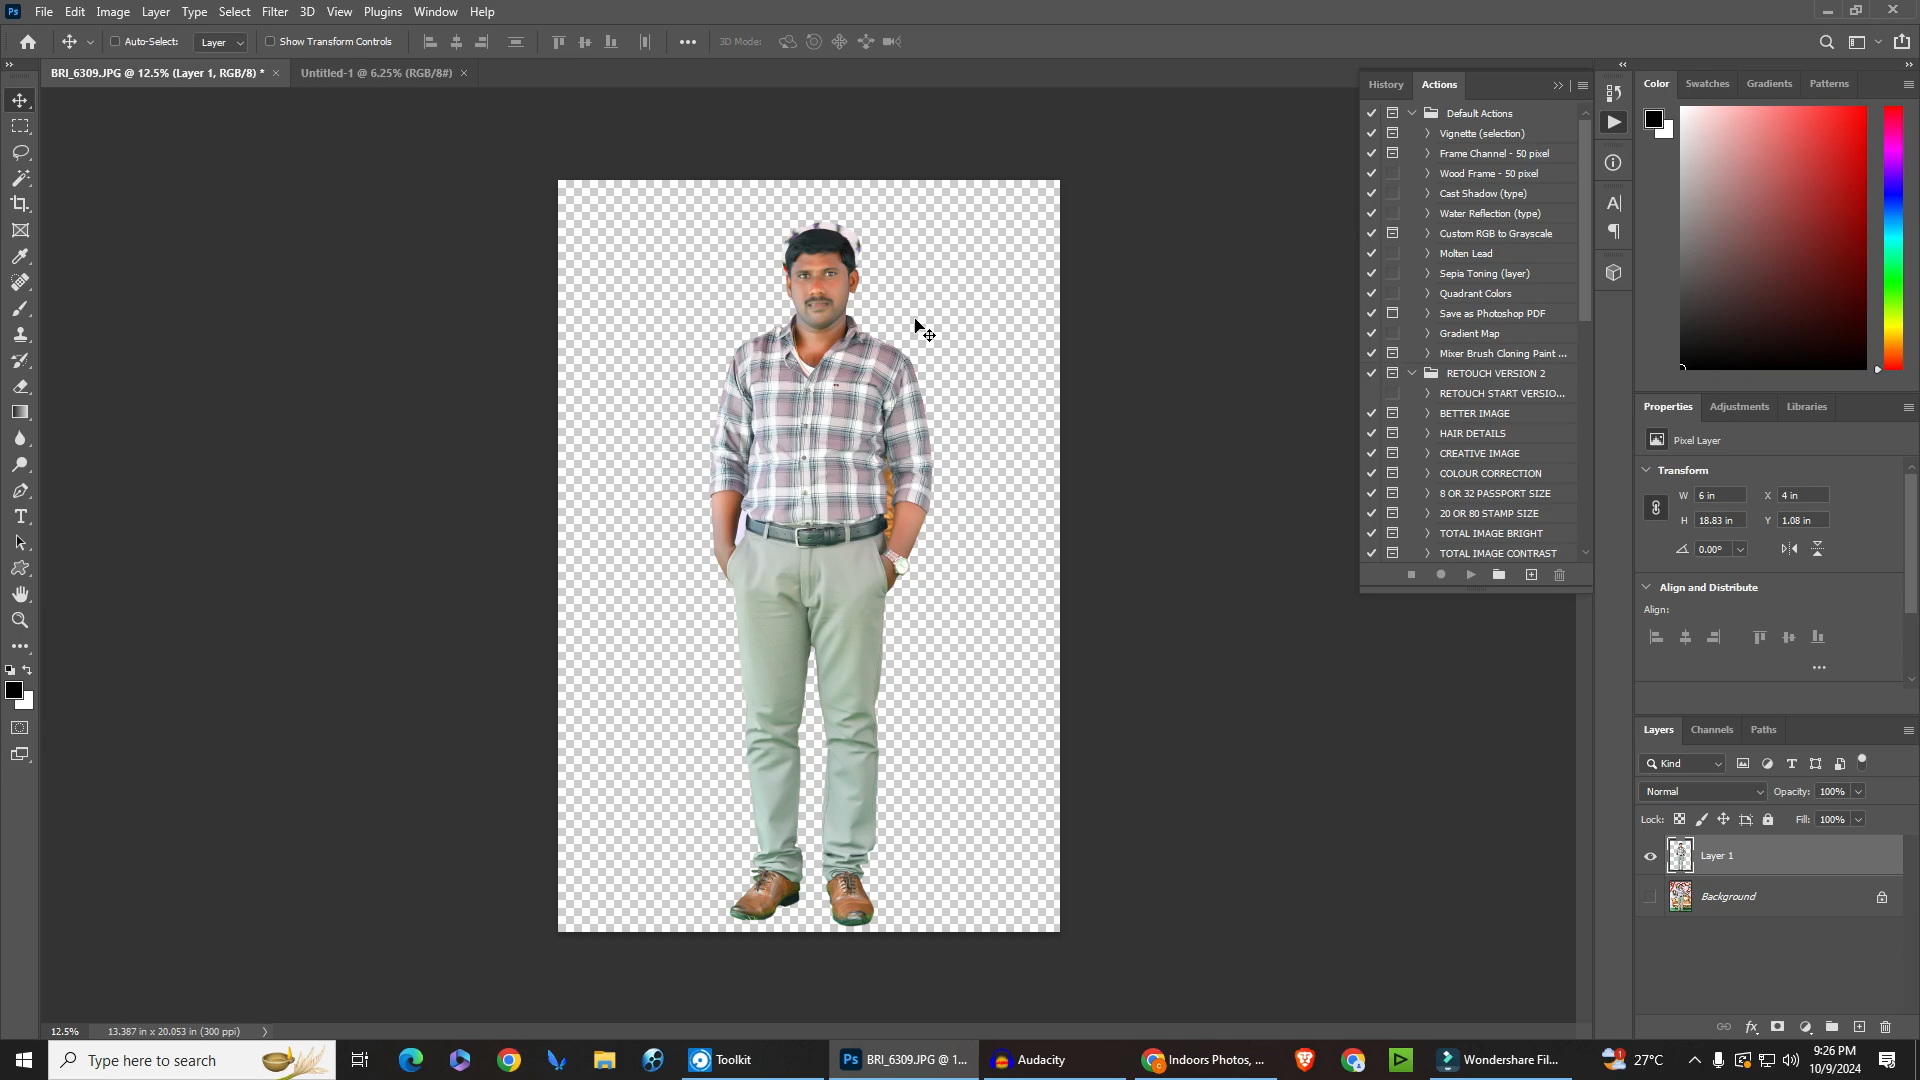 Ps File Edit Image Layer Type Select Filter 3D View Plugins Window Help
Auto-Select: Layer Show Transform Controls 3D Mode:
BRI_6309.JPG @ 12.5% (Layer 1, RGB/8) * × Untitled-1 @ 6.25% (RGB/8#) ×
History Actions
Default Actions
Vignette (selection)
Frame Channel - 50 pixel
Wood Frame - 50 pixel
Cast Shadow (type)
Water Reflection (type)
Custom RGB to Grayscale
Molten Lead
Sepia Toning (layer)
Quadrant Colors
Save as Photoshop PDF
Gradient Map
Mixer Brush Cloning Paint ...
RETOUCH VERSION 2
RETOUCH START VERSIO...
BETTER IMAGE
HAIR DETAILS
CREATIVE IMAGE
COLOUR CORRECTION
8 OR 32 PASSPORT SIZE
20 OR 80 STAMP SIZE
TOTAL IMAGE BRIGHT
TOTAL IMAGE CONTRAST
Color Swatches Gradients Patterns
Properties Adjustments Libraries
Pixel Layer
Transform
W 6 in X 4 in
H 18.83 in Y 1.08 in
0.00°
Align and Distribute
Align:
Layers Channels Paths
Kind
Normal Opacity: 100%
Lock: Fill: 100%
Layer 1
Background
12.5% 13.387 in x 20.053 in (300 ppi)
Type here to search
Toolkit
Ps BRI_6309.JPG @ 1...
Audacity
Indoors Photos, ...
Wondershare Fil...
27°C
9:26 PM
10/9/2024